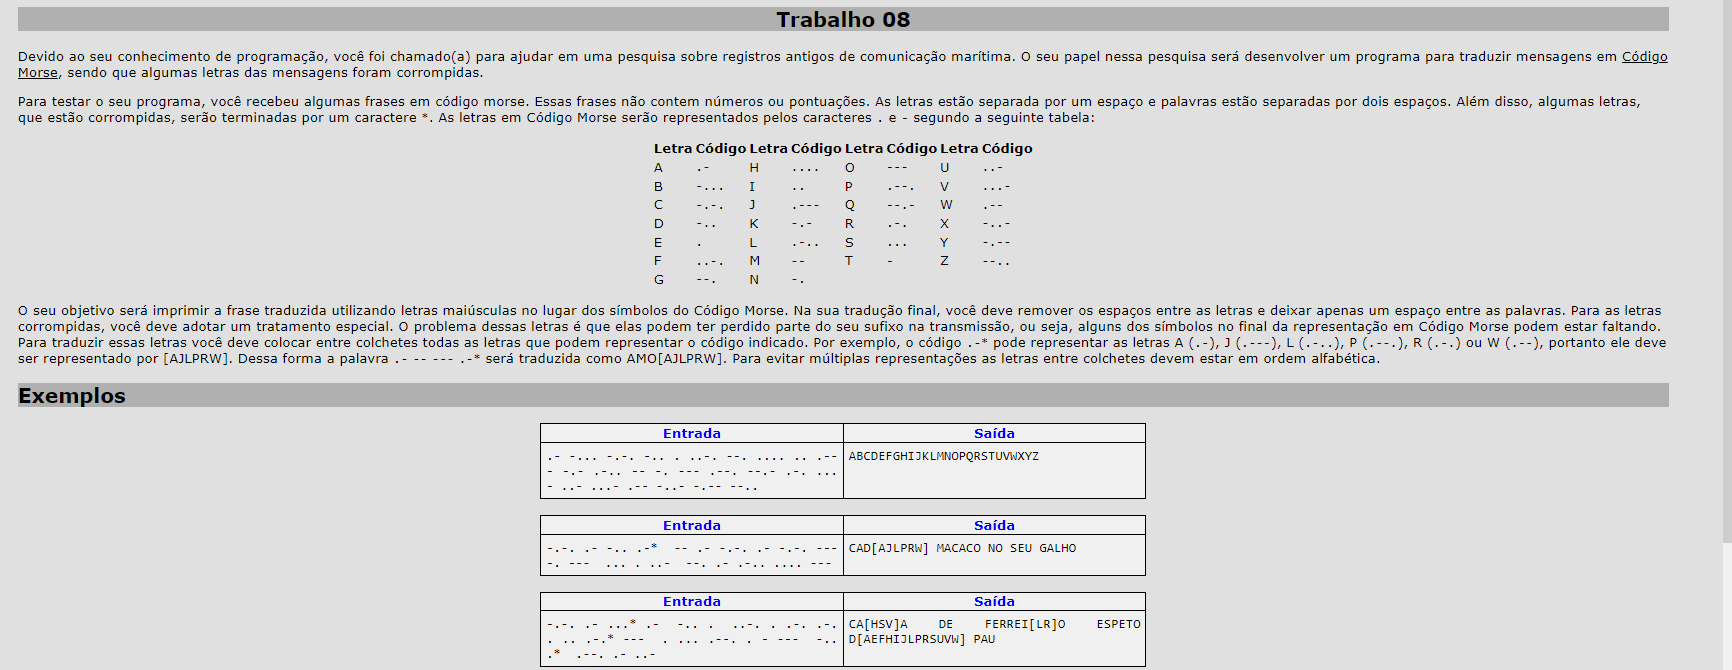 Trabalho 08
Devido ao seu conhecimento de programação, você foi chamado(a) para ajudar em uma pesquisa sobre registros antigos de comunicação marítima. O seu papel nessa pesquisa será desenvolver um programa para traduzir mensagens em Código
Morse, sendo que algumas letras das mensagens foram corrompidas.
Para testar o seu programa, você recebeu algumas frases em código morse. Essas frases não contem números ou pontuações. As letras estão separada por um espaço e palavras estão separadas por dois espaços. Além disso, algumas letras,
que estão corrompidas, serão terminadas por um caractere *. As letras em Código Morse serão representados pelos caracteres . e - segundo a seguinte tabela:
Letra Código Letra Código Letra Código Letra Código
A .- H .... O --- U ..-
B -... I .. P .--. V ...-
C -.-. J .--- Q --.- W .--
D -.. K -.- R .-. X -..-
E . L .-.. S ... Y -.--
F ..-. M -- T - Z --..
G --. N -.
O seu objetivo será imprimir a frase traduzida utilizando letras maiúsculas no lugar dos símbolos do Código Morse. Na sua tradução final, você deve remover os espaços entre as letras e deixar apenas um espaço entre as palavras. Para as letras
corrompidas, você deve adotar um tratamento especial. O problema dessas letras é que elas podem ter perdido parte do seu sufixo na transmissão, ou seja, alguns dos símbolos no final da representação em Código Morse podem estar faltando.
Para traduzir essas letras você deve colocar entre colchetes todas as letras que podem representar o código indicado. Por exemplo, o código .-* pode representar as letras A (.-), J (.---), L (.-..), P (.--.), R (.-.) ou W (.--), portanto ele deve
ser representado por [AJLPRW]. Dessa forma a palavra .- -- --- .-* será traduzida como AMO[AJLPRW]. Para evitar múltiplas representações as letras entre colchetes devem estar em ordem alfabética.
Exemplos
Entrada Saída
.- -... -.-. -.. . ..-. --. .... .. .-- ABCDEFGHIJKLMNOPQRSTUVWXYZ
- -.- .-.. -- -. --- .--. --.- .-. ...
- ..- ...- .-- -..- -.-- --..
Entrada Saída
-.-. .- -.. .-*  -- .- -.-. .- -.-. --- CAD[AJLPRW] MACACO NO SEU GALHO
-. ---  ... . ..-  --. .- .-.. .... ---
Entrada Saída
-.-. .- ...* .-  -.. .  ..-. . .-. .-. CA[HSV]A DE FERREI[LR]O ESPETO
. .. .-.* ---  . ... .--. . - ---  -.. D[AEFHIJLPRSUVW] PAU
.*  .--. .- ..-